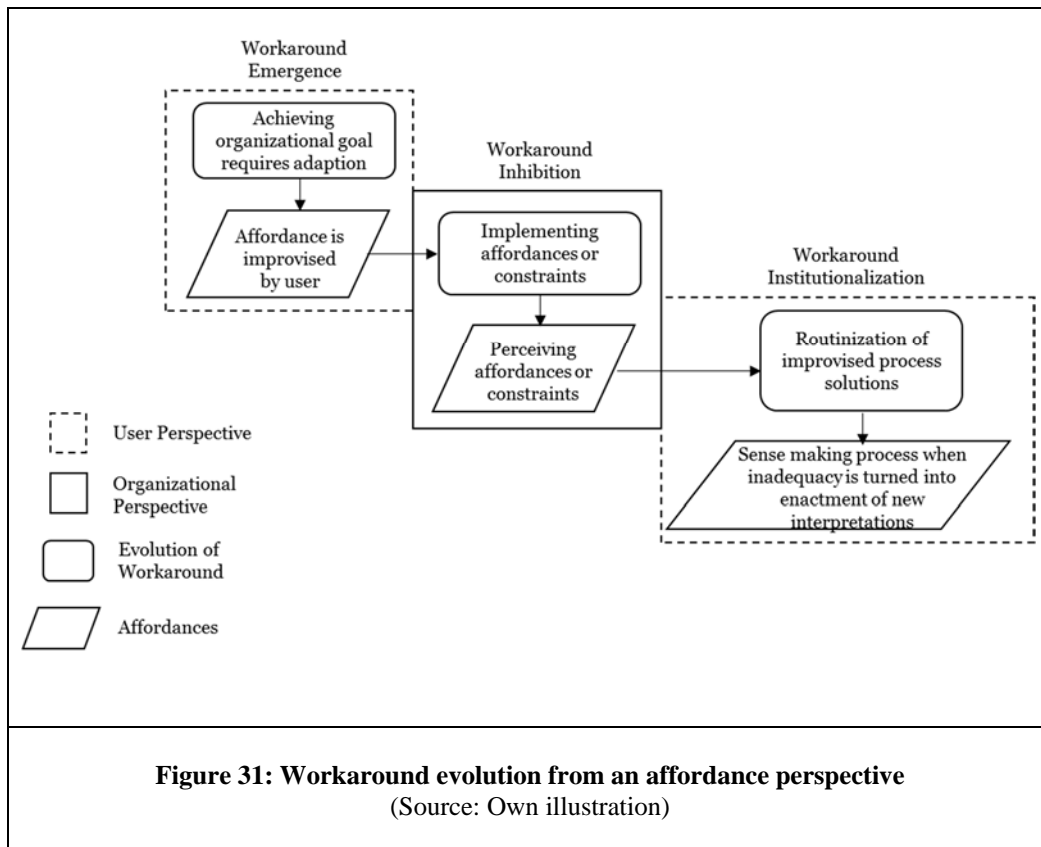 Workaround
Emergence
Achieving
organizational goal
requires adaption
Affordance is
improvised
by user
Workaround
Inhibition
Implementing
affordances or
constraints
Perceiving
affordances or
constraints
Workaround
Institutionalization
Routinization of
improvised process
solutions
Sense making process when
inadequacy is turned into
enactment of new
interpretations
User Perspective
Organizational
Perspective
Evolution of
Workaround
Affordances
Figure 31: Workaround evolution from an affordance perspective
(Source: Own illustration)